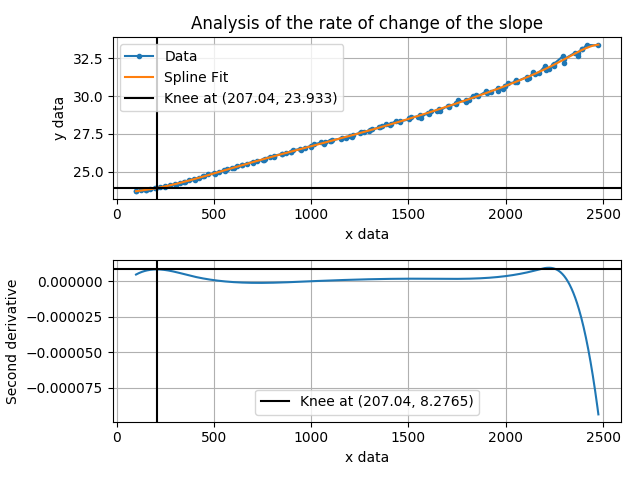 Analysis of the rate of change of the slope
32.5
30.0
27.5
25.0
y data
Data
Spline Fit
Knee at (207.04, 23.933)
0 500 1000 1500 2000 2500
x data
0.000000
−0.000025
−0.000050
−0.000075
Second derivative
Knee at (207.04, 8.2765)
0 500 1000 1500 2000 2500
x data